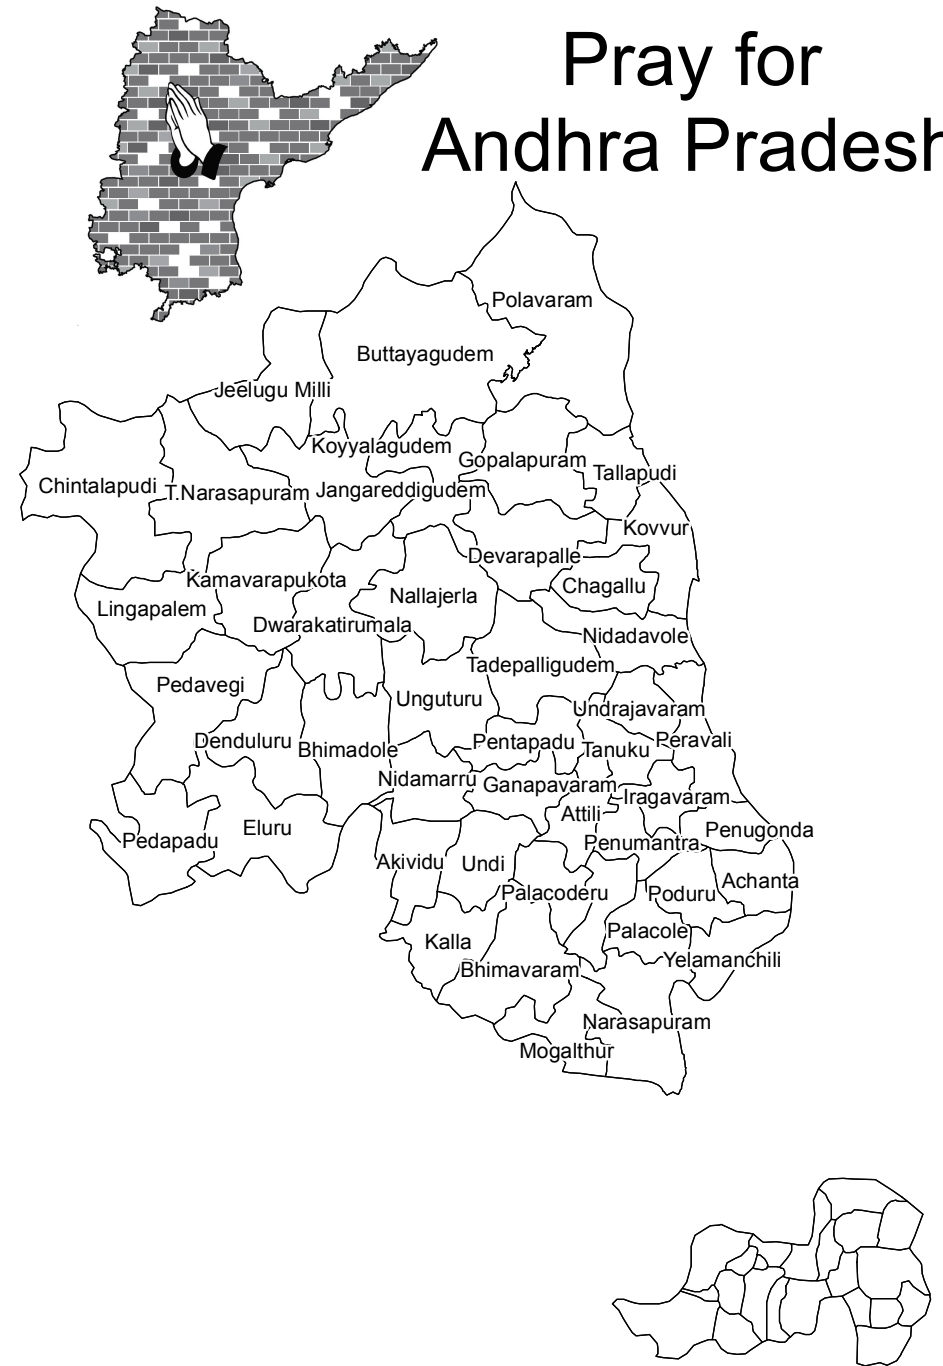 Pray for
Andhra Pradesh
Polavaram
Buttayagudem
Jeelugu Milli
Koyyalagudem
Gopalapuram
Tallapudi
Chintalapudi
T.Narasapuram
Jangareddigudem
Kovvur
Devarapalle
Kamavarapukota
Chagallu
Nallajerla
Lingapalem
Dwarakatirumala
Nidadavole
Tadepalligudem
Pedavegi
Unguturu
Undrajavaram
Denduluru
Bhimadole
Pentapadu
Tanuku
Peravali
Nidamarru
Ganapavaram
Iragavaram
Attili
Eluru
Pedapadu
Penumantra
Penugonda
Akividu
Undi
Palacoderu
Poduru
Achanta
Palacole
Kalla
Yelamanchili
Bhimavaram
Narasapuram
Mogalthur